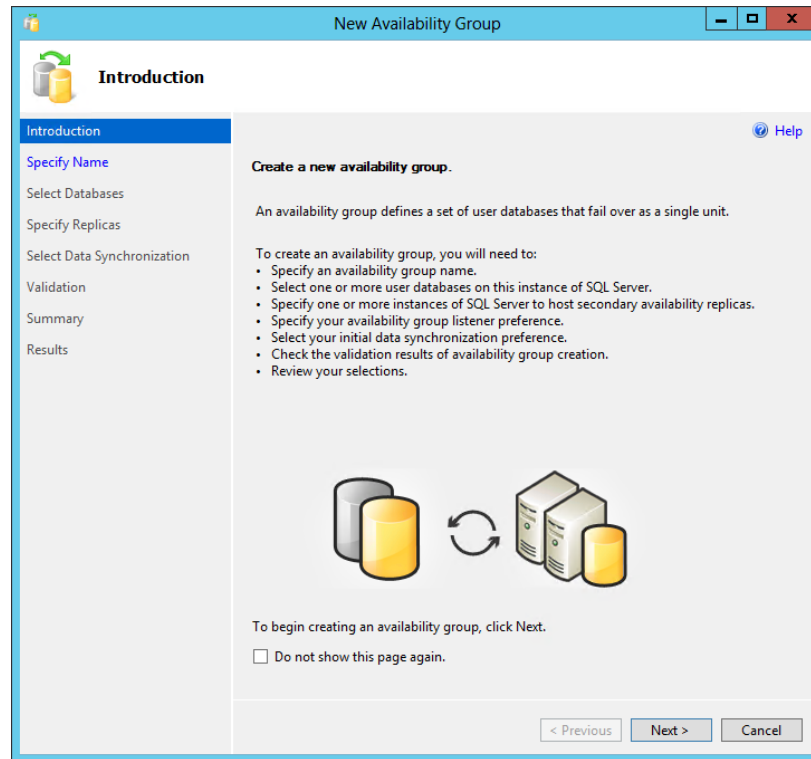 New Availability Group
Introduction
Introduction
Specify Name
Select Databases
Specify Replicas
Select Data Synchronization
Validation
Summary
Results
Help
Create a new availability group.
An availability group defines a set of user databases that fail over as a single unit.
To create an availability group, you will need to:
• Specify an availability group name.
• Select one or more user databases on this instance of SQL Server.
• Specify one or more instances of SQL Server to host secondary availability replicas.
• Specify your availability group listener preference.
• Select your initial data synchronization preference.
• Check the validation results of availability group creation.
• Review your selections.
To begin creating an availability group, click Next.
Do not show this page again.
< Previous Next > Cancel